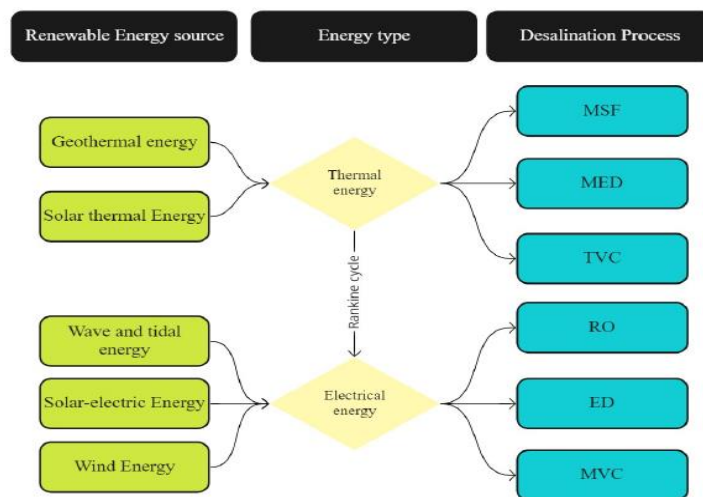 Renewable Energy source
Energy type
Desalination Process
Geothermal energy
Solar thermal Energy
Thermal
energy
MSF
MED
TVC
Rankine cycle
Wave and tidal
energy
Solar-electric Energy
Wind Energy
Electrical
energy
RO
ED
MVC